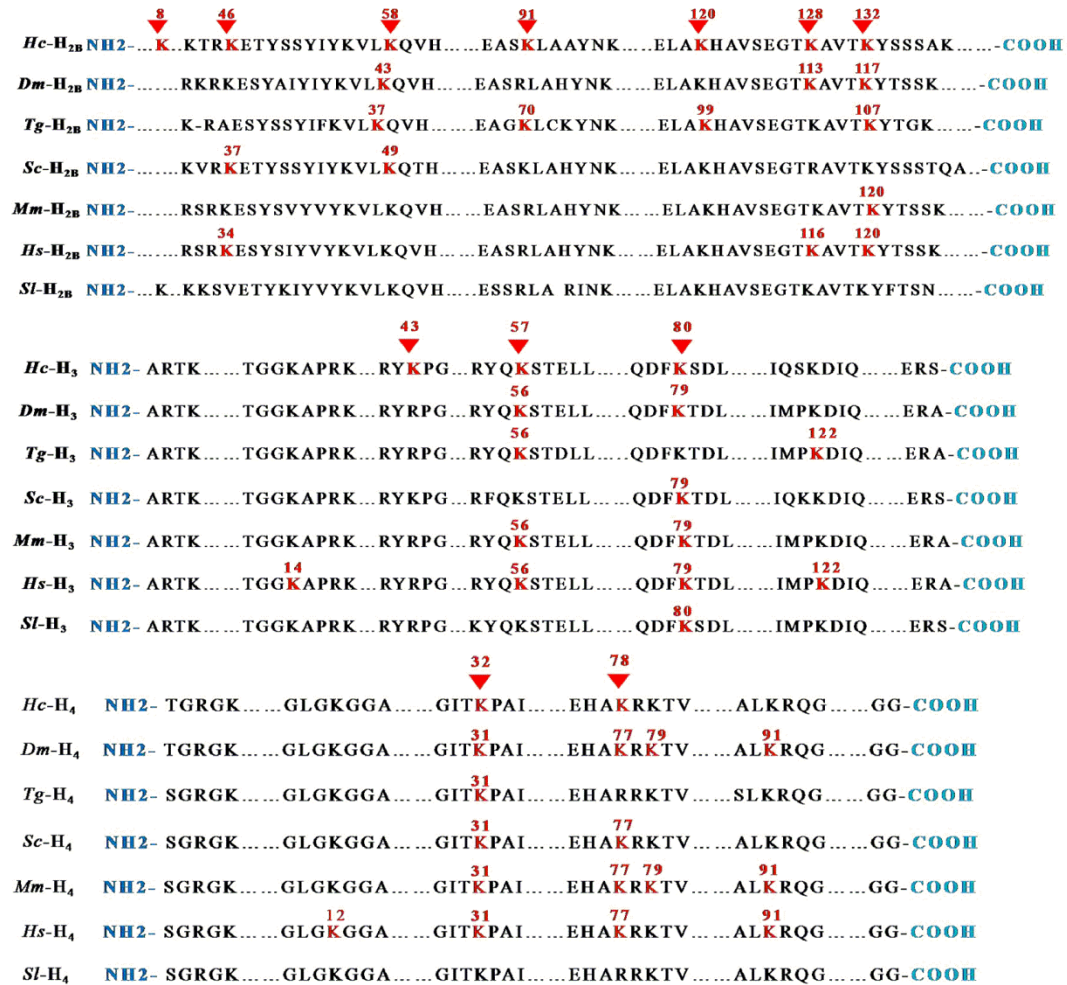 8 46 58 91 120 128 132
Hc-H2B NH2- ...... K.. KTRKETYSSYIYKVLKQVH ...... EASKLAAYNK ...... ELAKHAVSEGTKAVTKYSSSAK ...... -COOH
43 113 117
Dm-H2B NH2- ...... RKRKESYAIYIYKVLKQVH ...... EASRLAHYNK ...... ELAKHAVSEGTKAVTKYTSSK ......-COOH
37 70 99 107
Tg-H2B NH2- ...... K-RAESYSSYIFKVLKQVH ...... EAGKLCKYNK ...... ELAKHAVSEGTKAVTKYTGK ......-COOH
37 49
Sc-H2B NH2- ...... KVRKETYSSYIYKVLKQTH ...... EASKLAHYNK ...... ELAKHAVSEGTRAVTKYSSSTQA ...-COOH
120
Mm-H2B NH2- ...... RSRKESYSVYVYKVLKQVH ...... EASRLAHYNK ...... ELAKHAVSEGTKAVTKYTSSK ......-COOH
34 116 120
Hs-H2B NH2- ...... RSRKESYSIYVYKVLKQVH ...... EASRLAHYNK ...... ELAKHAVSEGTKAVTKYTSSK ......-COOH
Sl-H2B NH2- ...K.. KKSVETYKIYVYKVLKQVH ...... ESSRLA RINK ...... ELAKHAVSEGTKAVTKYFTSN ......-COOH
43 57 80
Hc-H3 NH2- ARTK...... TGGKAPRK... RYKPG... RYQKSTELL...... QDFKSDL...... IQSKDIQ...... ERS-COOH
56 79
Dm-H3 NH2- ARTK...... TGGKAPRK... RYRPG... RYQKSTELL...... QDFKTDL...... IMPKDIQ...... ERA-COOH
56 122
Tg-H3 NH2- ARTK...... TGGKAPRK... RYRPG... RYQKSTDLL...... QDFKTDL...... IMPKDIQ...... ERA-COOH
79
Sc-H3 NH2- ARTK...... TGGKAPRK... RYKPG... RFQKSTELL...... QDFKTDL...... IQKKDIQ...... ERS-COOH
56 79
Mm-H3 NH2- ARTK...... TGGKAPRK... RYRPG... RYQKSTELL...... QDFKTDL...... IMPKDIQ...... ERA-COOH
14 56 79 122
Hs-H3 NH2- ARTK...... TGGKAPRK... RYRPG... RYQKSTELL...... QDFKTDL...... IMPKDIQ...... ERA-COOH
80
Sl-H3 NH2- ARTK...... TGGKAPRK... RYRPG... KYQKSTELL...... QDFKSDL...... IMPKDIQ...... ERS-COOH
32 78
Hc-H4 NH2- TGRGK...... GLGKGGA...... GITKPAI...... EHAKRKTV...... ALKRQG...... GG-COOH
31 77 79 91
Dm-H4 NH2- TGRGK...... GLGKGGA...... GITKPAI...... EHAKRKTV...... ALKRQG...... GG-COOH
31
Tg-H4 NH2- SGRGK...... GLGKGGA...... GITKPAI...... EHARRKTV...... SLKRQG...... GG-COOH
31 77
Sc-H4 NH2- SGRGK...... GLGKGGA...... GITKPAI...... EHAKRKTV...... ALKRQG...... GG-COOH
31 77 79 91
Mm-H4 NH2- SGRGK...... GLGKGGA...... GITKPAI...... EHAKRKTV...... ALKRQG...... GG-COOH
12 31 77 91
Hs-H4 NH2- SGRGK...... GLGKGGA...... GITKPAI...... EHAKRKTV...... ALKRQG...... GG-COOH
Sl-H4 NH2- SGRGK...... GLGKGGA...... GITKPAI...... EHARRKTV...... ALKRQG...... GG-COOH